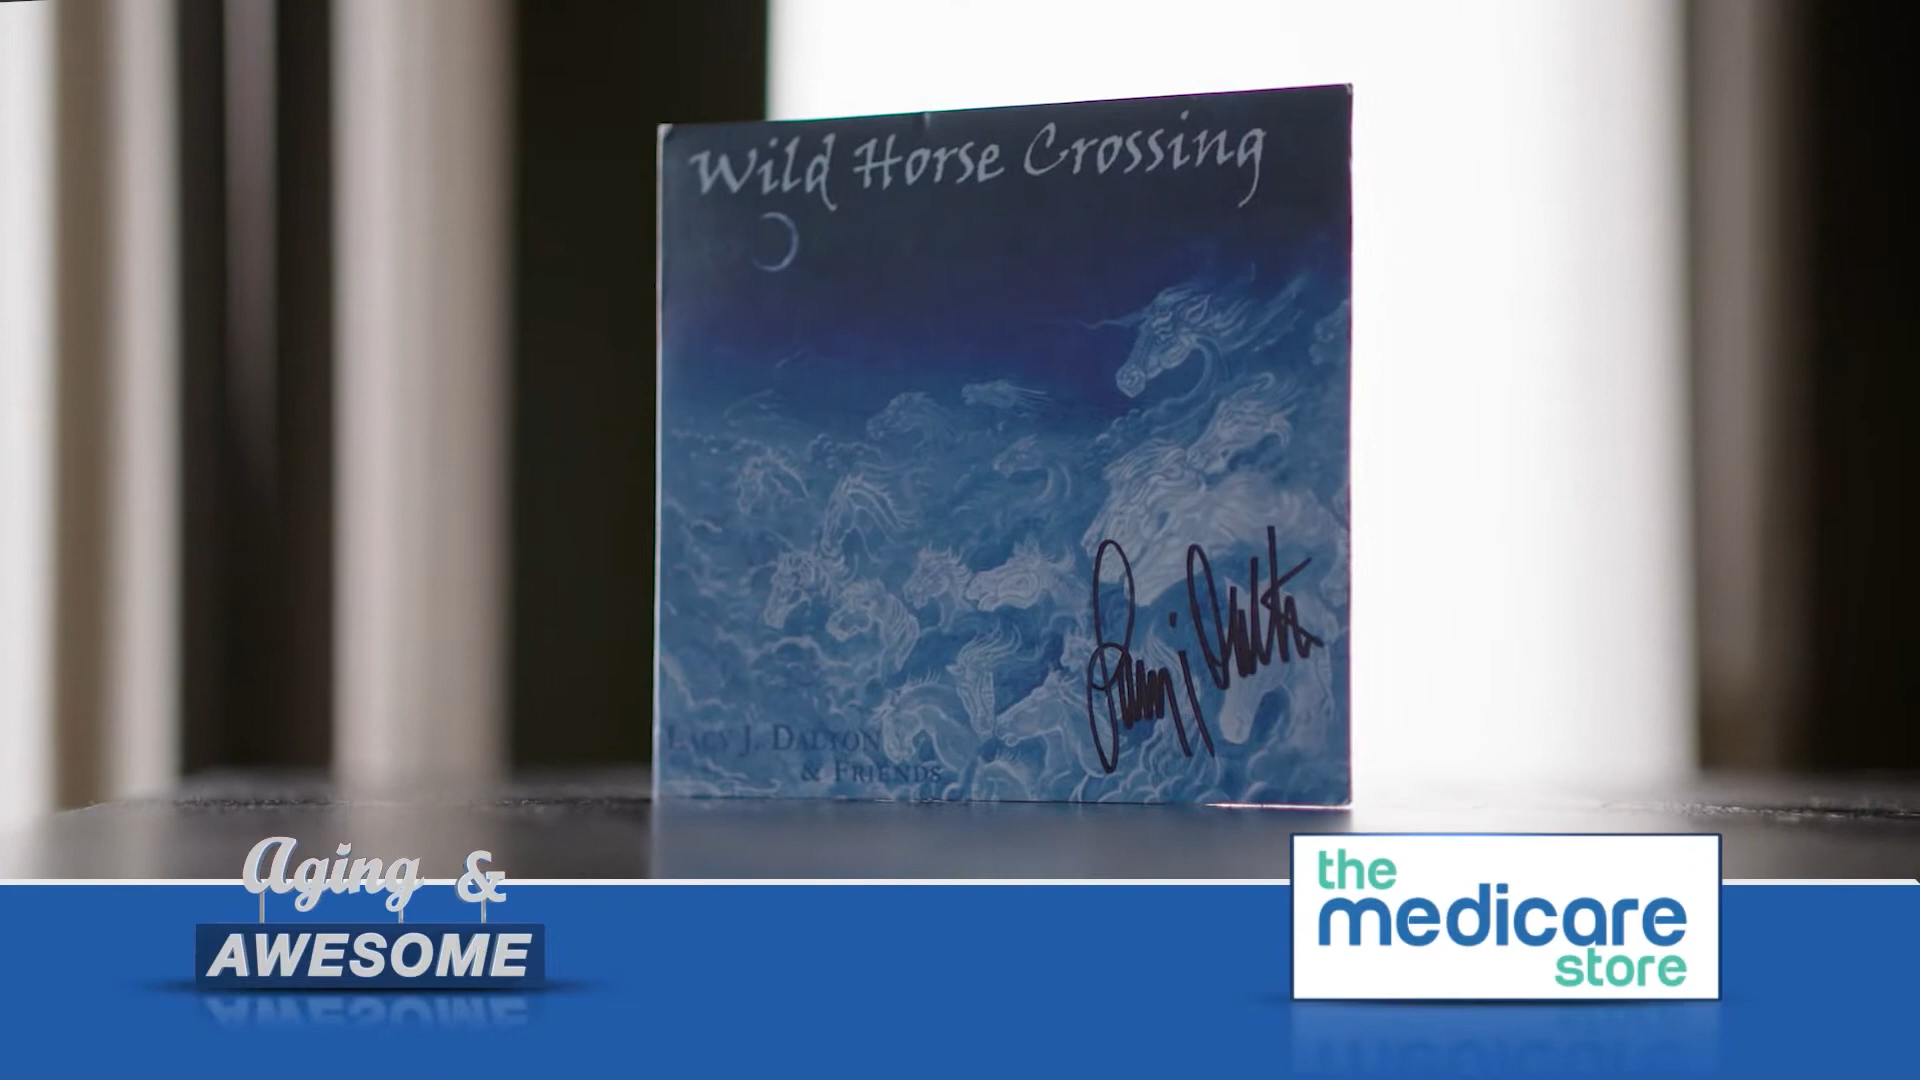 Wild Horse Crossing
Lacy J. Dalton
& Friends
Aging &
AWESOME
the
medicare
store